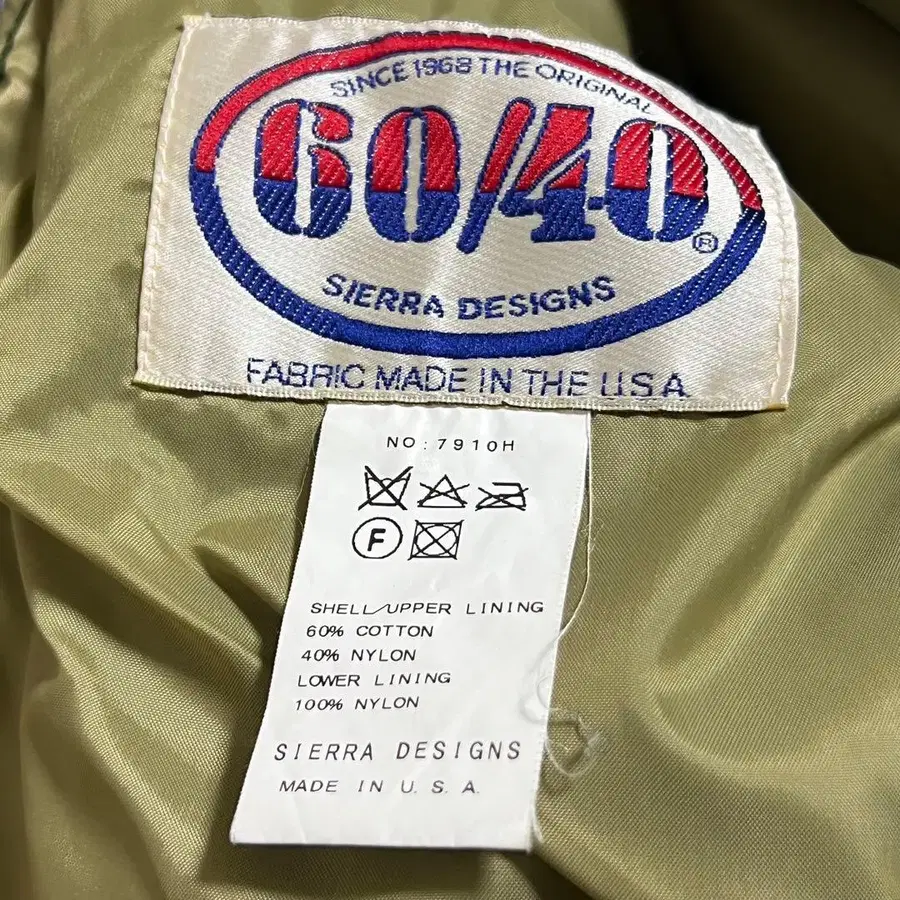 SINCE 1968 THE ORIGINAL
60/40®
SIERRA DESIGNS
FABRIC MADE IN THE U.S.A
NO:7910H
F
SHELL/UPPER LINING
60% COTTON
40% NYLON
LOWER LINING
100% NYLON
SIERRA DESIGNS
MADE IN U.S.A.